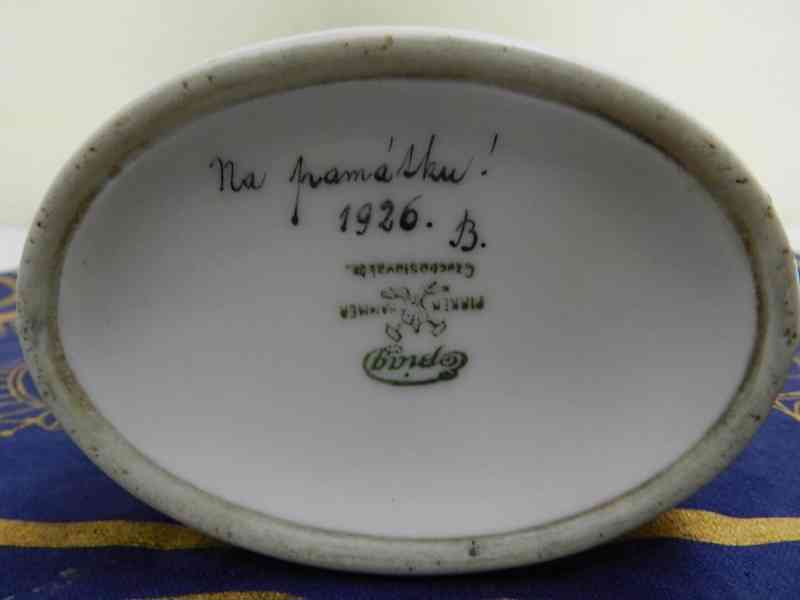 Na památku!
1926. B.
Epiag
PIRKEN HAMMER
Czechoslovakia.